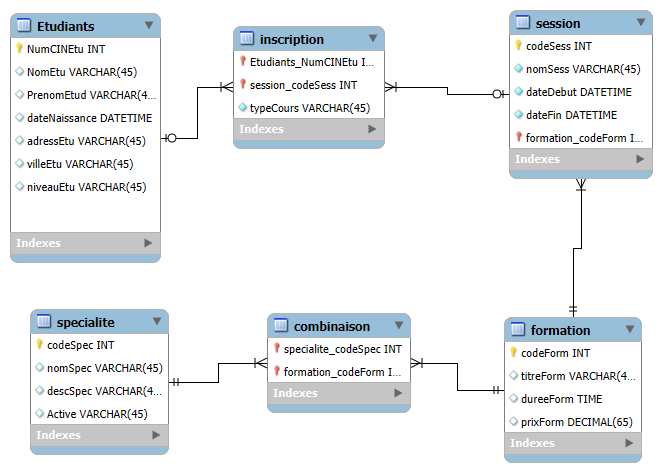 Etudiants
NumCINEtu INT
NomEtu VARCHAR(45)
PrenomEtud VARCHAR(4...
dateNaissance DATETIME
adressEtu VARCHAR(45)
villeEtu VARCHAR(45)
niveauEtu VARCHAR(45)
Indexes
inscription
Etudiants_NumCINEtu I...
session_codeSess INT
typeCours VARCHAR(45)
Indexes
session
codeSess INT
nomSess VARCHAR(45)
dateDebut DATETIME
dateFin DATETIME
formation_codeForm I...
Indexes
specialite
codeSpec INT
nomSpec VARCHAR(45)
descSpec VARCHAR(4...
Active VARCHAR(45)
Indexes
combinaison
specialite_codeSpec INT
formation_codeForm I...
Indexes
formation
codeForm INT
titreForm VARCHAR(4...
dureeForm TIME
prixForm DECIMAL(65)
Indexes